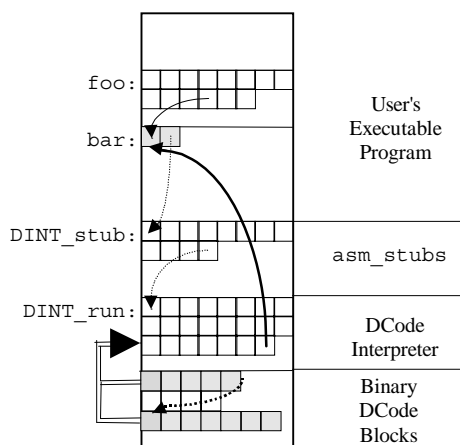 foo:
User's
Executable
Program
bar:
DINT_stub:
asm_stubs
DINT_run:
DCode
Interpreter
Binary
DCode
Blocks